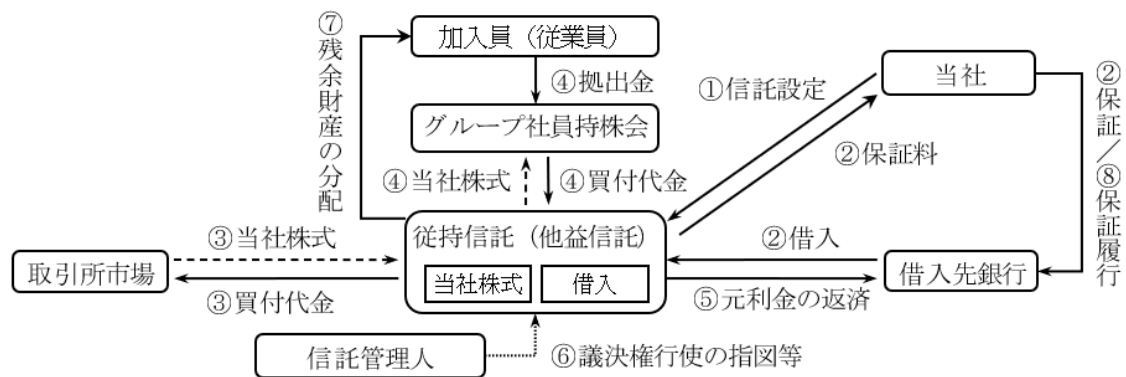 ⑦残余財産の分配
加入員（従業員）
④拠出金
グループ社員持株会
④当社株式
④買付代金
①信託設定
②保証料
当社
②保証／⑧保証履行
③当社株式
取引所市場
③買付代金
従持信託（他益信託）
当社株式
借入
②借入
借入先銀行
⑤元利金の返済
信託管理人
⑥議決権行使の指図等